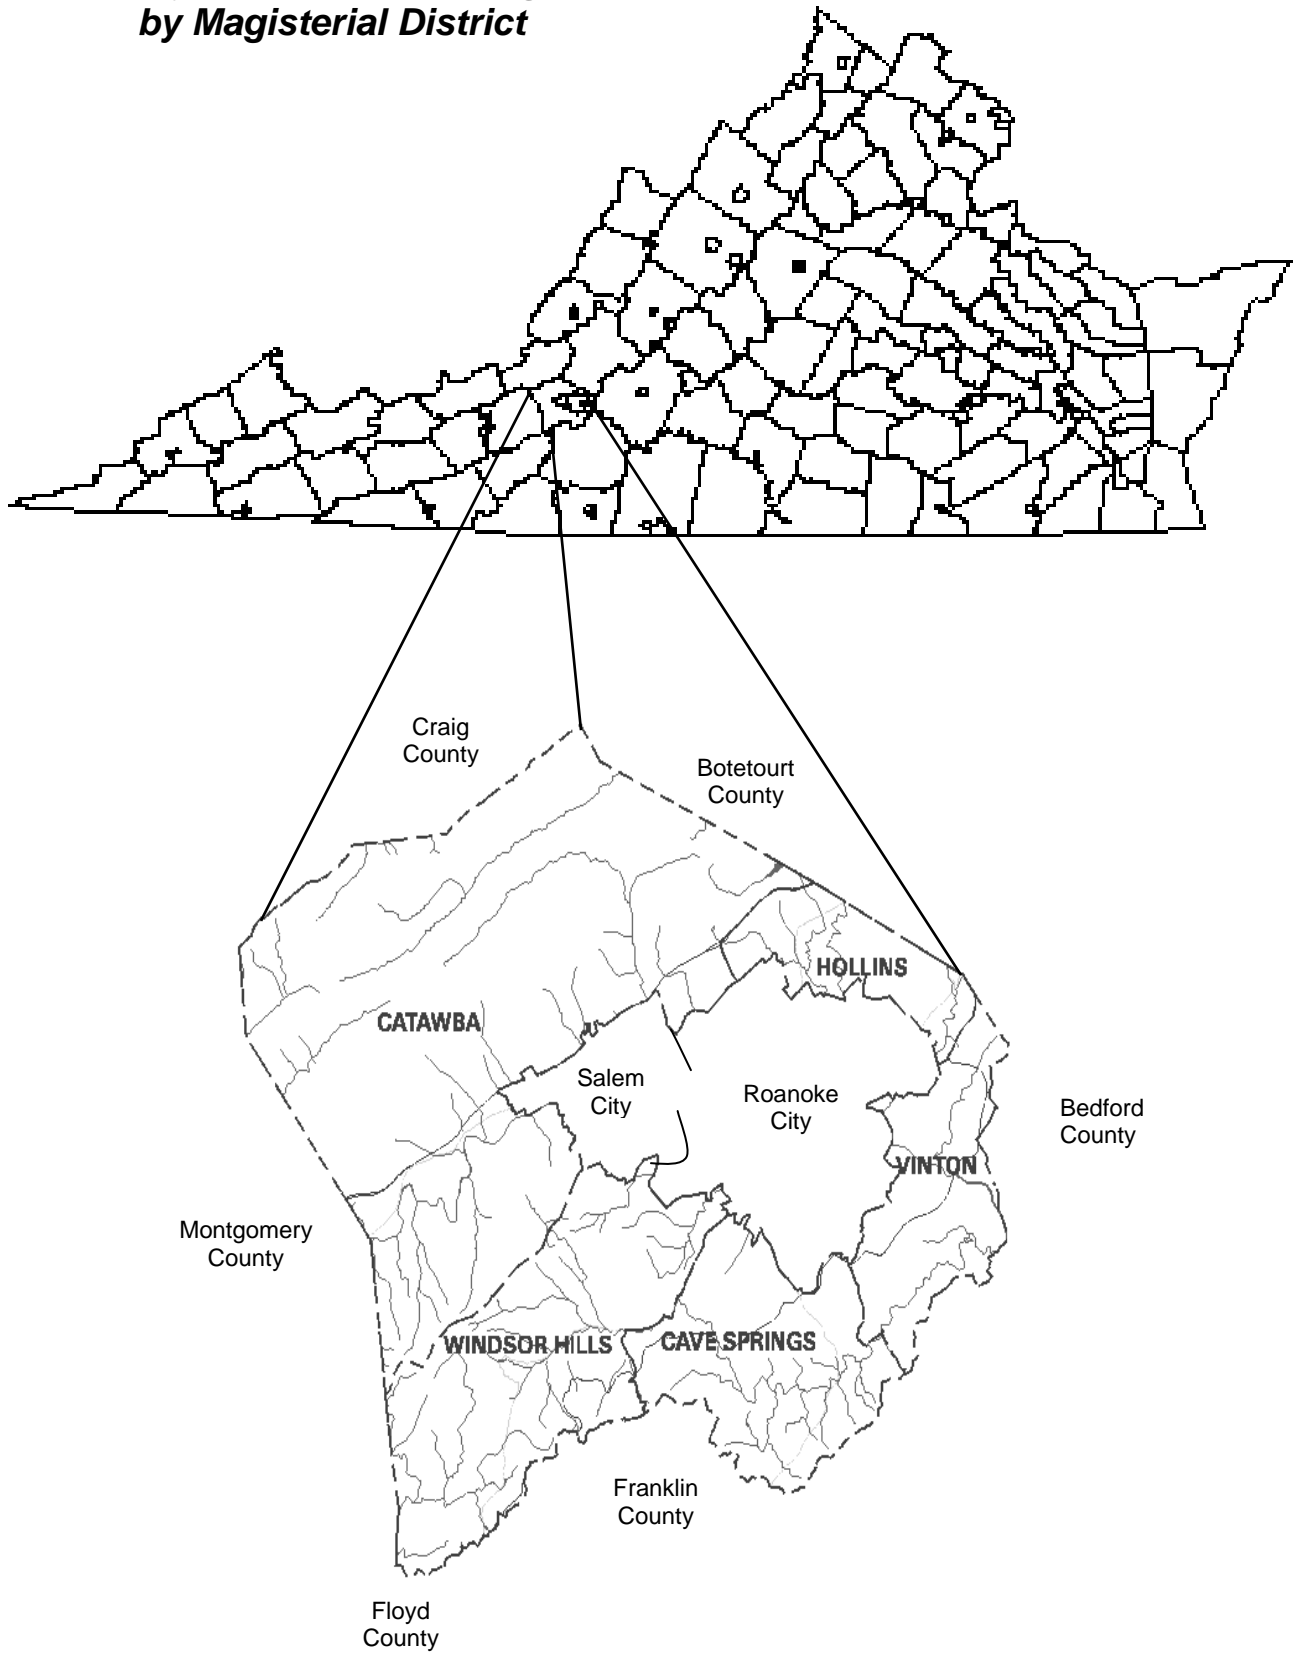 by Magisterial District
Craig
County
Botetourt
County
HOLLINS
CATAWBA
Salem
City
Roanoke
City
Bedford
County
VINTON
Montgomery
County
WINDSOR HILLS
CAVE SPRINGS
Franklin
County
Floyd
County